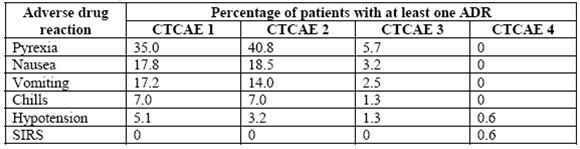 Adverse drug reaction Percentage of patients with at least one ADR
CTCAE 1 CTCAE 2 CTCAE 3 CTCAE 4
Pyrexia 35.0 40.8 5.7 0
Nausea 17.8 18.5 3.2 0
Vomiting 17.2 14.0 2.5 0
Chills 7.0 7.0 1.3 0
Hypotension 5.1 3.2 1.3 0.6
SIRS 0 0 0 0.6